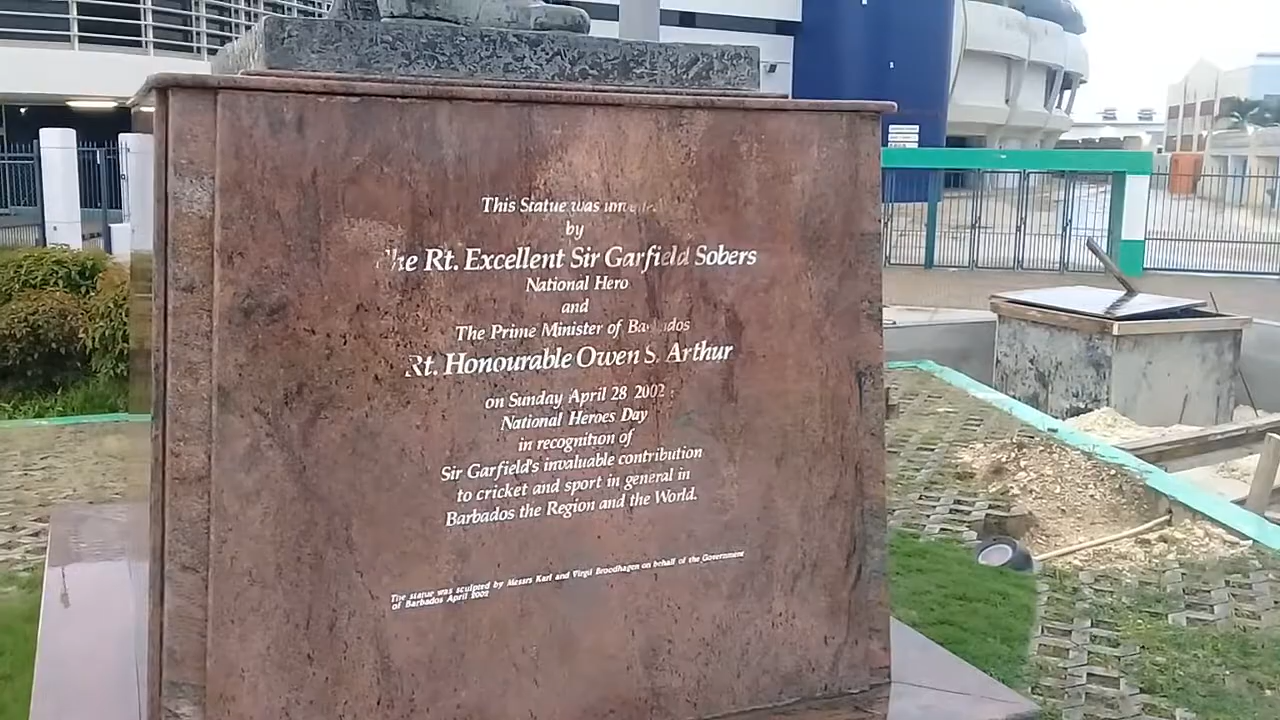 This Statue was unveiled
by
The Rt. Excellent Sir Garfield Sobers
National Hero
and
The Prime Minister of Barbados
Rt. Honourable Owen S. Arthur
on Sunday April 28 2002
National Heroes Day
in recognition of
Sir Garfield's invaluable contribution
to cricket and sport in general in
Barbados the Region and the World.
The statue was sculpted by Messrs Karl and Virgil Broodhagen on behalf of the Government
of Barbados April 2002